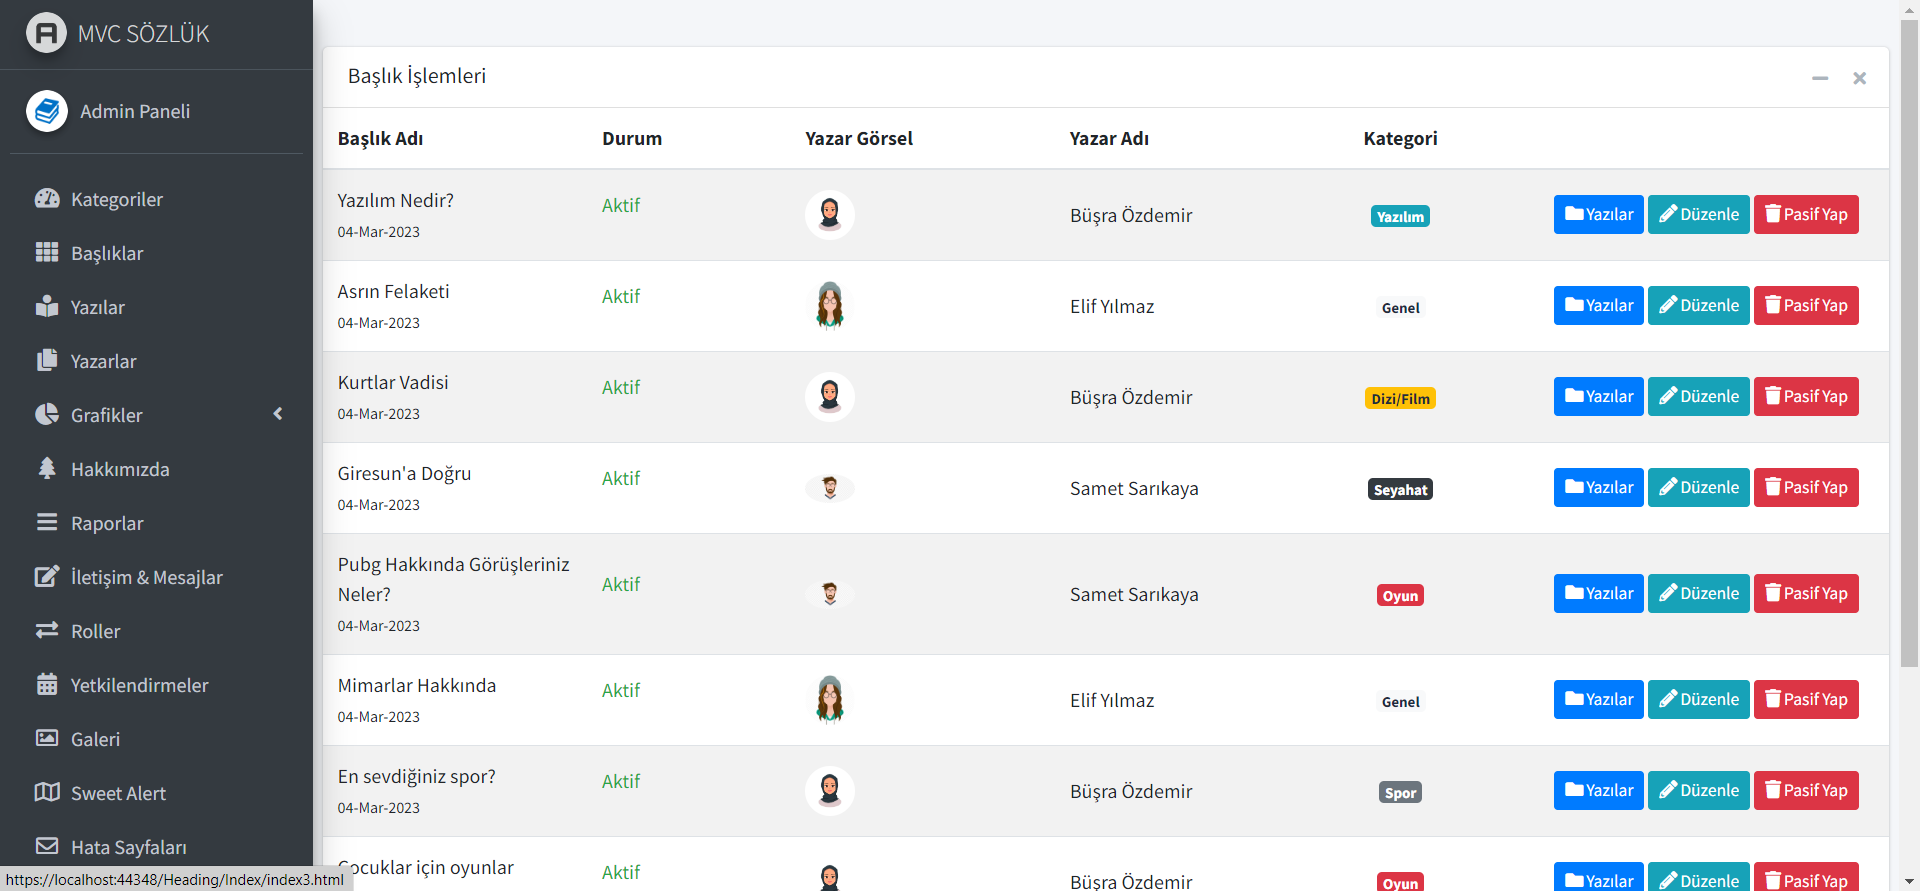 MVC SÖZLÜK
Admin Paneli
Kategoriler
Başlıklar
Yazılar
Yazarlar
Grafikler
Hakkımızda
Raporlar
İletişim & Mesajlar
Roller
Yetkilendirmeler
Galeri
Sweet Alert
Hata Sayfaları
https://localhost:44348/Heading/Index/index3.html
Başlık İşlemleri
Başlık Adı Durum Yazar Görsel Yazar Adı Kategori
Yazılım Nedir?
04-Mar-2023
Aktif Büşra Özdemir Yazılım Yazılar Düzenle Pasif Yap
Asrın Felaketi
04-Mar-2023
Aktif Elif Yılmaz Genel Yazılar Düzenle Pasif Yap
Kurtlar Vadisi
04-Mar-2023
Aktif Büşra Özdemir Dizi/Film Yazılar Düzenle Pasif Yap
Giresun'a Doğru
04-Mar-2023
Aktif Samet Sarıkaya Seyahat Yazılar Düzenle Pasif Yap
Pubg Hakkında Görüşleriniz
Neler?
04-Mar-2023
Aktif Samet Sarıkaya Oyun Yazılar Düzenle Pasif Yap
Mimarlar Hakkında
04-Mar-2023
Aktif Elif Yılmaz Genel Yazılar Düzenle Pasif Yap
En sevdiğiniz spor?
04-Mar-2023
Aktif Büşra Özdemir Spor Yazılar Düzenle Pasif Yap
Çocuklar için oyunlar
Aktif Büşra Özdemir Oyun Yazılar Düzenle Pasif Yap